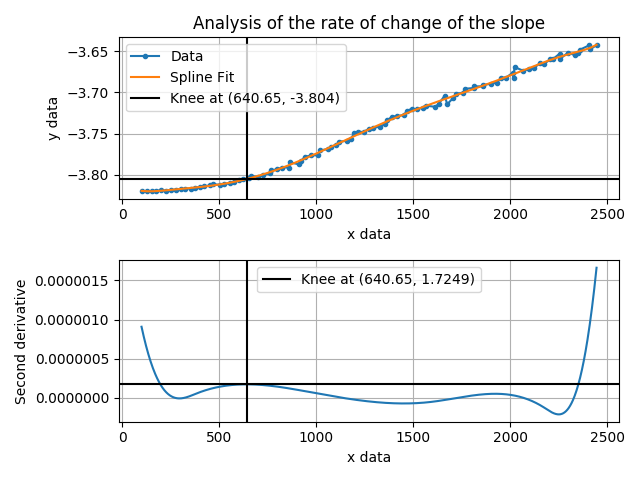 Analysis of the rate of change of the slope
y data
−3.65
−3.70
−3.75
−3.80
Data
Spline Fit
Knee at (640.65, -3.804)
0 500 1000 1500 2000 2500
x data
Second derivative
0.0000015
0.0000010
0.0000005
0.0000000
Knee at (640.65, 1.7249)
0 500 1000 1500 2000 2500
x data